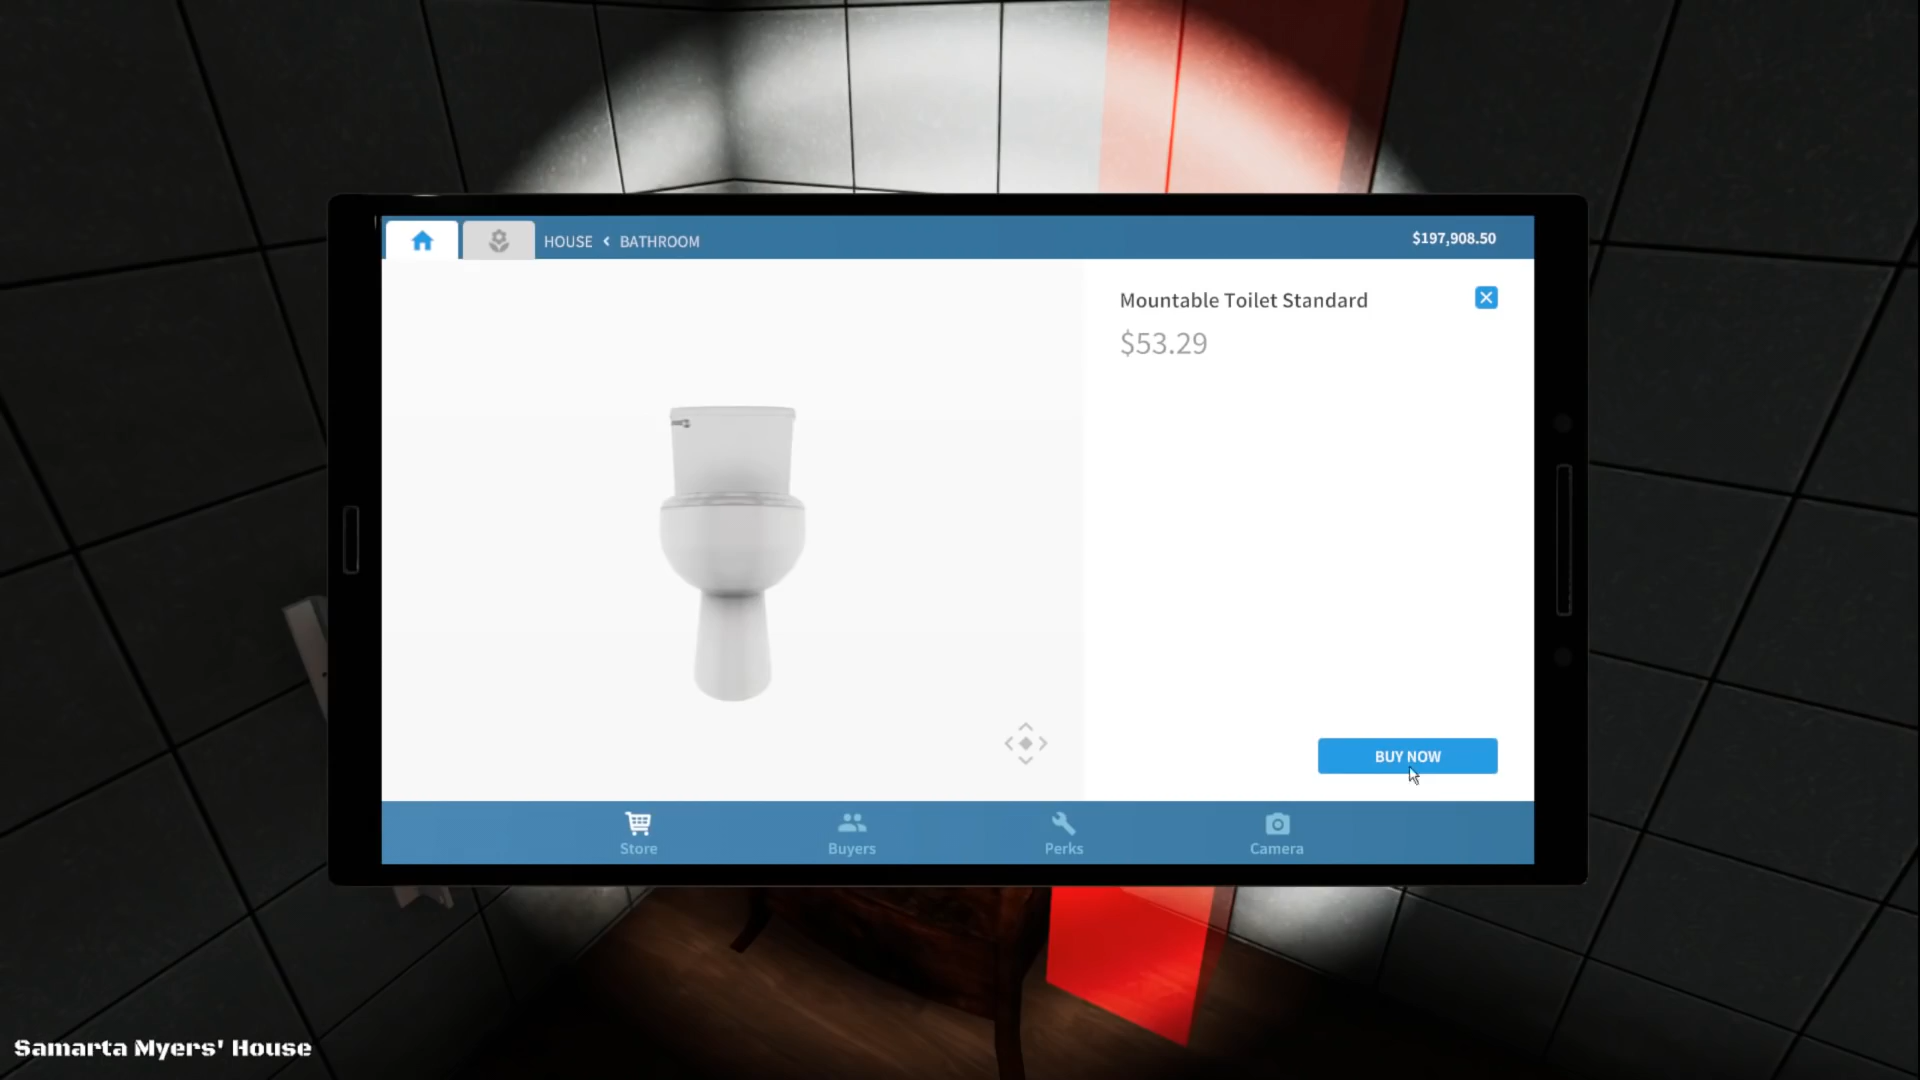 HOUSE < BATHROOM
$197,908.50
Mountable Toilet Standard
$53.29
BUY NOW
Store
Buyers
Perks
Camera
Samarta Myers' House